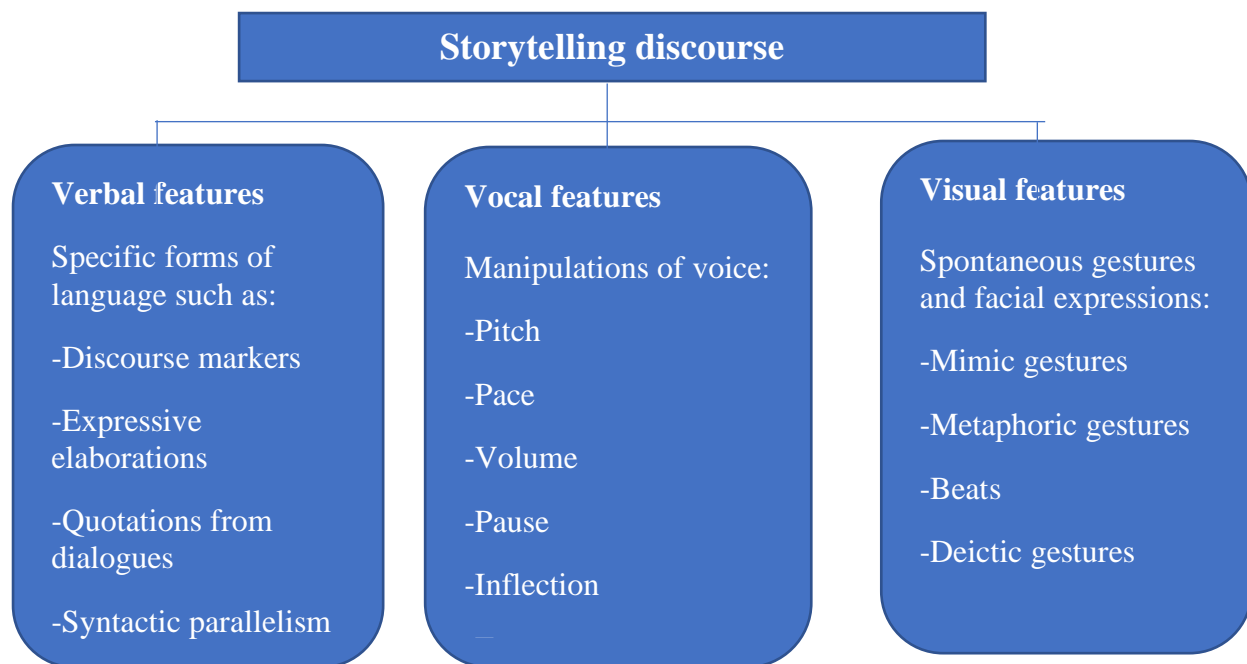 Storytelling discourse
Verbal features
Specific forms of
language such as:
-Discourse markers
-Expressive
elaborations
-Quotations from
dialogues
-Syntactic parallelism
Vocal features
Manipulations of voice:
-Pitch
-Pace
-Volume
-Pause
-Inflection
Visual features
Spontaneous gestures
and facial expressions:
-Mimic gestures
-Metaphoric gestures
-Beats
-Deictic gestures